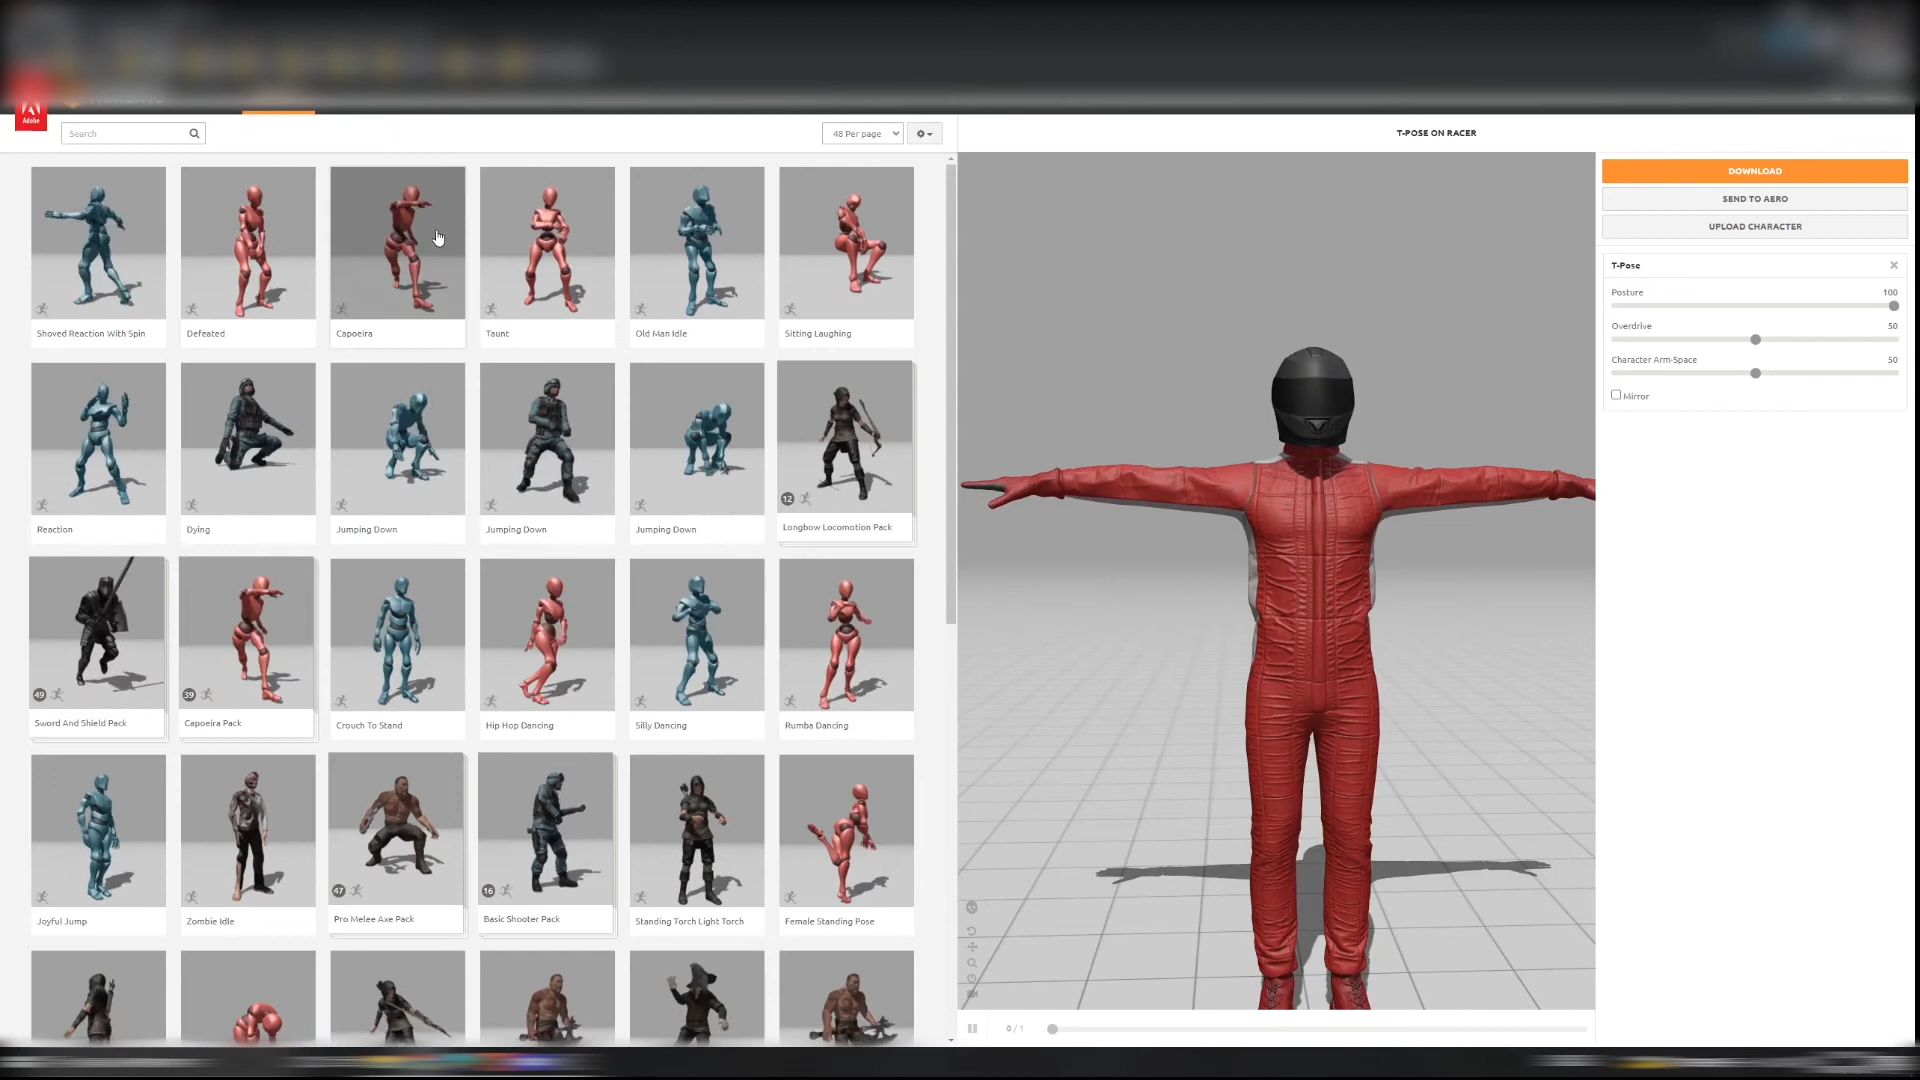 Adobe
Search
48 Per page
T-POSE ON RACER
DOWNLOAD
SEND TO AERO
UPLOAD CHARACTER
T-Pose
Posture 100
Overdrive 50
Character Arm-Space 50
Mirror
Shoved Reaction With Spin
Defeated
Capoeira
Taunt
Old Man Idle
Sitting Laughing
12
Reaction
Dying
Jumping Down
Jumping Down
Jumping Down
Longbow Locomotion Pack
49
39
Sword And Shield Pack
Capoeira Pack
Crouch To Stand
Hip Hop Dancing
Silly Dancing
Rumba Dancing
47
16
Joyful Jump
Zombie Idle
Pro Melee Axe Pack
Basic Shooter Pack
Standing Torch Light Torch
Female Standing Pose
0 / 1